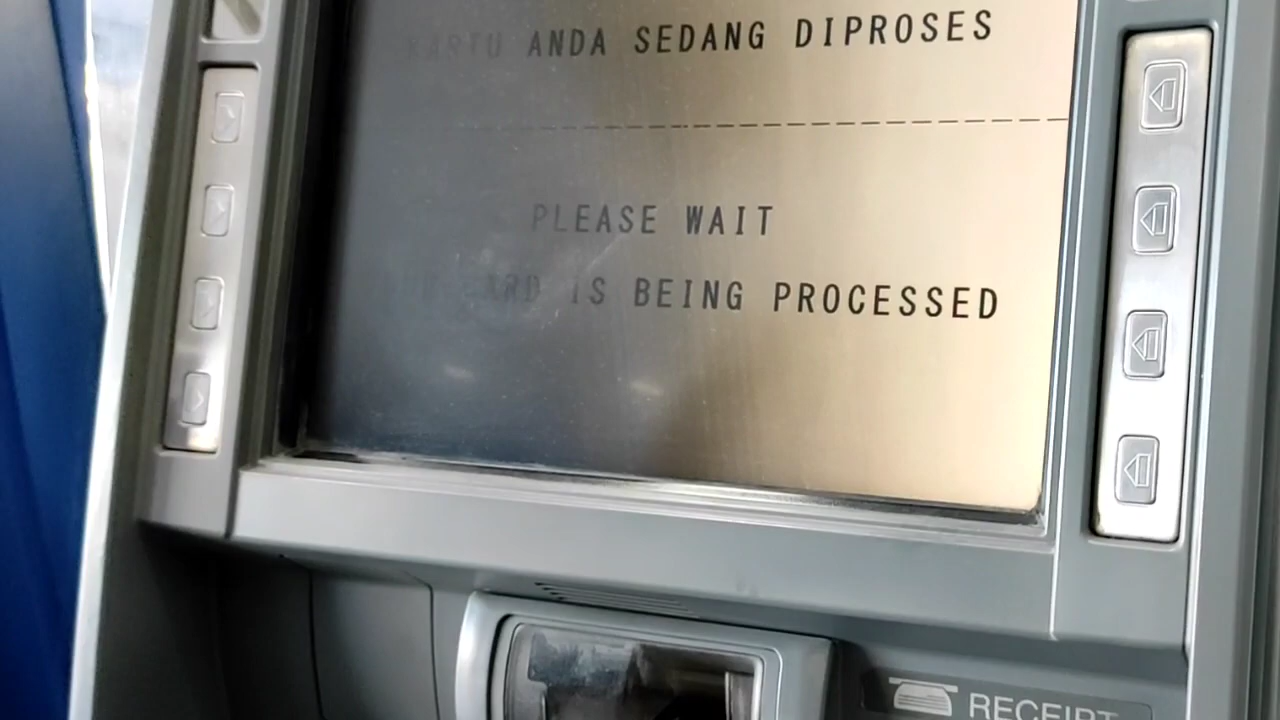 KARTU ANDA SEDANG DIPROSES
PLEASE WAIT
CARD IS BEING PROCESSED
RECEIPT